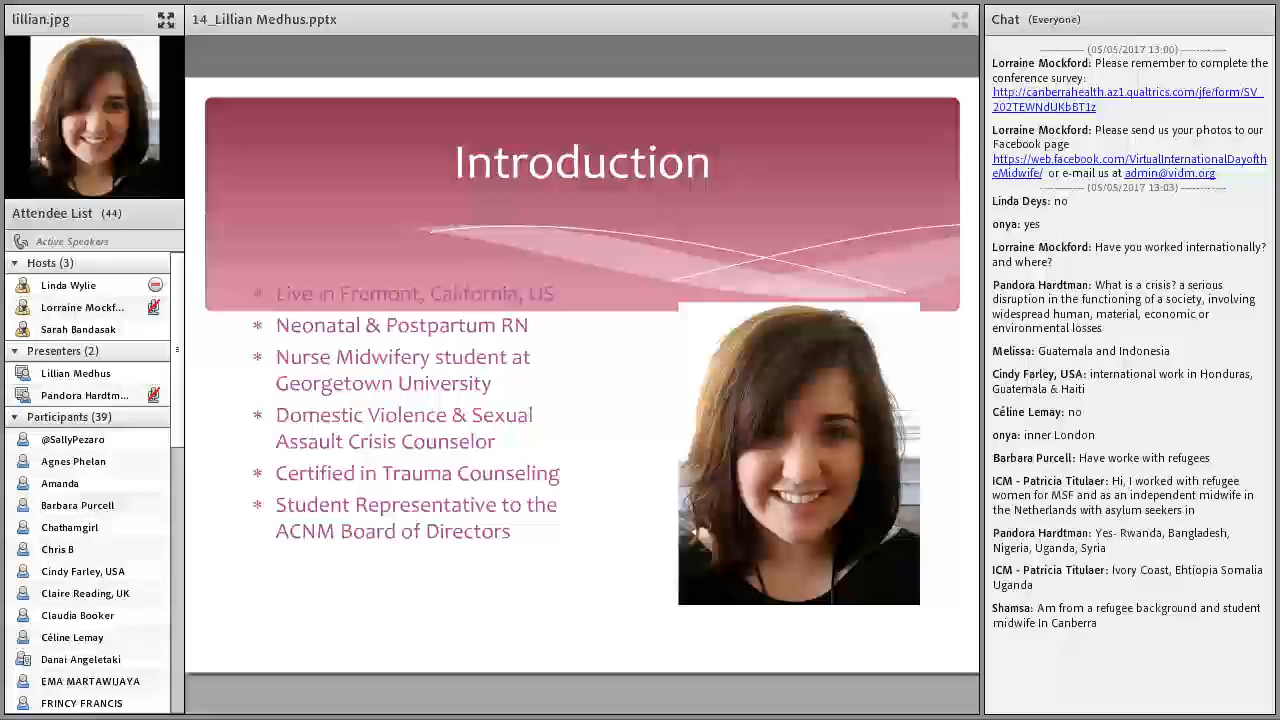 lillian.jpg
Attendee List (44)
Active Speakers
Hosts (3)
Linda Wylie
Lorraine Mockf...
Sarah Bandasak
Presenters (2)
Lillian Medhus
Pandora Hardtm...
Participants (39)
@SallyPezaro
Agnes Phelan
Amanda
Barbara Purcell
Chathamgirl
Chris B
Cindy Farley, USA
Claire Reading, UK
Claudia Booker
Céline Lemay
Danai Angeletaki
EMA MARTAWIJAYA
FRINCY FRANCIS
14_Lillian Medhus.pptx
Introduction
* Live in Fremont, California, US
* Neonatal & Postpartum RN
* Nurse Midwifery student at
Georgetown University
* Domestic Violence & Sexual
Assault Crisis Counselor
* Certified in Trauma Counseling
* Student Representative to the
ACNM Board of Directors
Chat (Everyone)
(05/05/2017 13:00)
Lorraine Mockford: Please remember to complete the
conference survey:
http://canberrahealth.az1.qualtrics.com/jfe/form/SV_
202TEWNdUKbBT1z
Lorraine Mockford: Please send us your photos to our
Facebook page
https://web.facebook.com/VirtualInternationalDayofth
eMidwife/ or e-mail us at admin@vidm.org
(05/05/2017 13:03)
Linda Deys: no
onya: yes
Lorraine Mockford: Have you worked internationally?
and where?
Pandora Hardtman: What is a crisis? a serious
disruption in the functioning of a society, involving
widespread human, material, economic or
environmental losses
Melissa: Guatemala and Indonesia
Cindy Farley, USA: international work in Honduras,
Guatemala & Haiti
Céline Lemay: no
onya: inner London
Barbara Purcell: Have worke with refugees
ICM - Patricia Titulaer: Hi, I worked with refugee
women for MSF and as an independent midwife in
the Netherlands with asylum seekers in
Pandora Hardtman: Yes- Rwanda, Bangladesh,
Nigeria, Uganda, Syria
ICM - Patricia Titulaer: Ivory Coast, Ehtiopia Somalia
Uganda
Shamsa: Am from a refugee background and student
midwife In Canberra